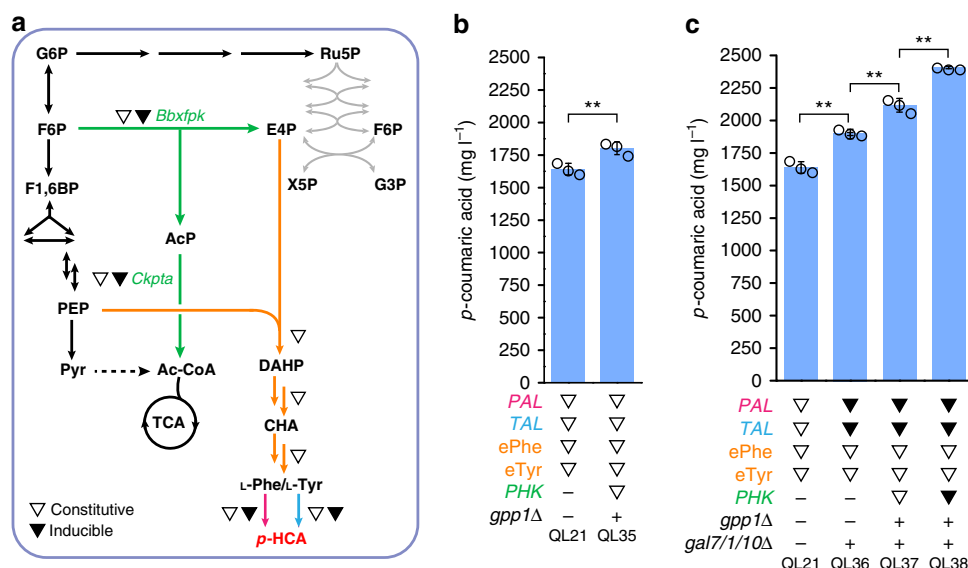 a
G6P
Ru5P
F6P
Bbxfpk
E4P
F6P
F1,6BP
X5P
G3P
AcP
Ckpta
PEP
DAHP
Pyr
Ac-CoA
TCA
CHA
L-Phe/L-Tyr
▽ Constitutive
▼ Inducible
p-HCA
b
p-coumaric acid (mg l⁻¹)
2500
2250
2000
1750
1500
1250
1000
750
500
250
0
**
PAL ▽ ▽
TAL ▽ ▽
ePhe ▽ ▽
eTyr ▽ ▽
PHK – ▽
gpp1Δ – +
QL21 QL35
c
p-coumaric acid (mg l⁻¹)
2500
2250
2000
1750
1500
1250
1000
750
500
250
0
**
**
**
PAL ▽ ▼ ▼ ▼
TAL ▽ ▼ ▼ ▼
ePhe ▽ ▽ ▽ ▽
eTyr ▽ ▽ ▽ ▽
PHK – – ▽ ▼
gpp1Δ – – + +
gal7/1/10Δ – + + +
QL21 QL36 QL37 QL38